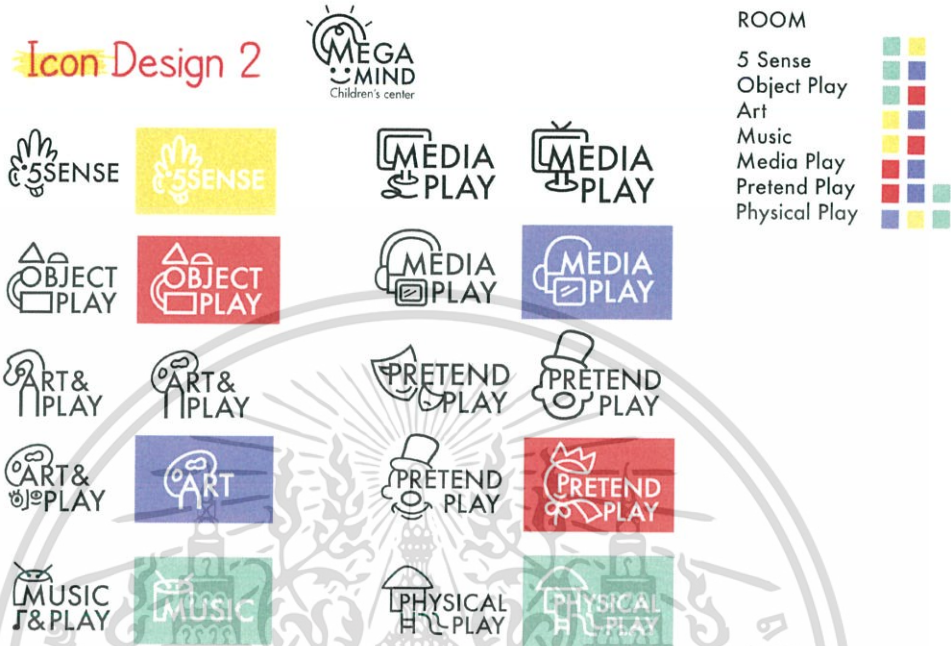 Icon Design 2
MEGA
MIND
Children's center
5SENSE
5SENSE
OBJECT
PLAY
OBJECT
PLAY
ART&
PLAY
ART&
PLAY
ART&
PLAY
ART
MUSIC
&PLAY
MUSIC
MEDIA
PLAY
MEDIA
PLAY
MEDIA
PLAY
MEDIA
PLAY
PRETEND
PLAY
PRETEND
PLAY
PRETEND
PLAY
PRETEND
PLAY
PHYSICAL
PLAY
PHYSICAL
PLAY
ROOM
5 Sense
Object Play
Art
Music
Media Play
Pretend Play
Physical Play